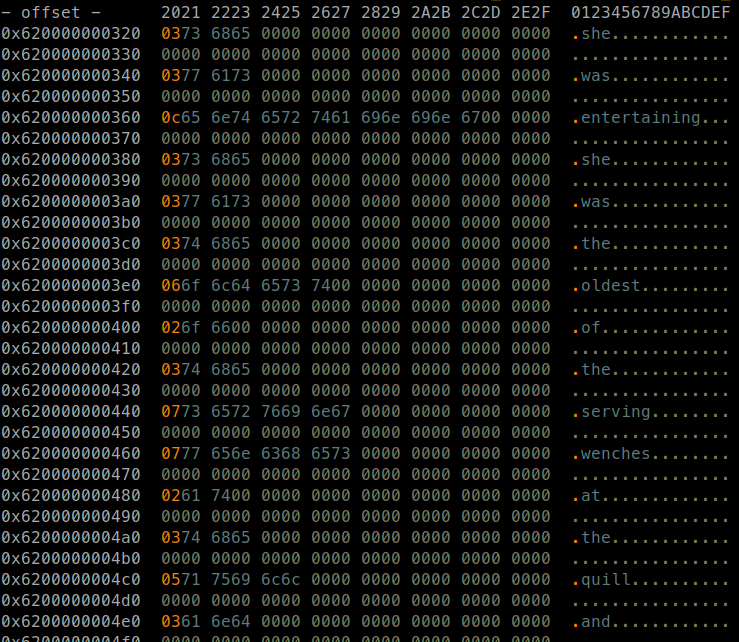 - offset -      2021 2223 2425 2627 2829 2A2B 2C2D 2E2F  0123456789ABCDEF
0x620000000320  0373 6865 0000 0000 0000 0000 0000 0000  .she............
0x620000000330  0000 0000 0000 0000 0000 0000 0000 0000  ................
0x620000000340  0377 6173 0000 0000 0000 0000 0000 0000  .was............
0x620000000350  0000 0000 0000 0000 0000 0000 0000 0000  ................
0x620000000360  0c65 6e74 6572 7461 696e 696e 6700 0000  .entertaining...
0x620000000370  0000 0000 0000 0000 0000 0000 0000 0000  ................
0x620000000380  0373 6865 0000 0000 0000 0000 0000 0000  .she............
0x620000000390  0000 0000 0000 0000 0000 0000 0000 0000  ................
0x6200000003a0  0377 6173 0000 0000 0000 0000 0000 0000  .was............
0x6200000003b0  0000 0000 0000 0000 0000 0000 0000 0000  ................
0x6200000003c0  0374 6865 0000 0000 0000 0000 0000 0000  .the............
0x6200000003d0  0000 0000 0000 0000 0000 0000 0000 0000  ................
0x6200000003e0  066f 6c64 6573 7400 0000 0000 0000 0000  .oldest.........
0x6200000003f0  0000 0000 0000 0000 0000 0000 0000 0000  ................
0x620000000400  026f 6600 0000 0000 0000 0000 0000 0000  .of.............
0x620000000410  0000 0000 0000 0000 0000 0000 0000 0000  ................
0x620000000420  0374 6865 0000 0000 0000 0000 0000 0000  .the............
0x620000000430  0000 0000 0000 0000 0000 0000 0000 0000  ................
0x620000000440  0773 6572 7669 6e67 0000 0000 0000 0000  .serving........
0x620000000450  0000 0000 0000 0000 0000 0000 0000 0000  ................
0x620000000460  0777 656e 6368 6573 0000 0000 0000 0000  .wenches........
0x620000000470  0000 0000 0000 0000 0000 0000 0000 0000  ................
0x620000000480  0261 7400 0000 0000 0000 0000 0000 0000  .at.............
0x620000000490  0000 0000 0000 0000 0000 0000 0000 0000  ................
0x6200000004a0  0374 6865 0000 0000 0000 0000 0000 0000  .the............
0x6200000004b0  0000 0000 0000 0000 0000 0000 0000 0000  ................
0x6200000004c0  0571 7569 6c6c 0000 0000 0000 0000 0000  .quill..........
0x6200000004d0  0000 0000 0000 0000 0000 0000 0000 0000  ................
0x6200000004e0  0361 6e64 0000 0000 0000 0000 0000 0000  .and............
0x6200000004f0  0000 0000 0000 0000 0000 0000 0000 0000